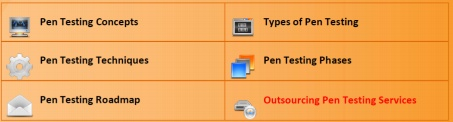 Pen Testing Concepts
Types of Pen Testing
Pen Testing Techniques
Pen Testing Phases
Pen Testing Roadmap
Outsourcing Pen Testing Services